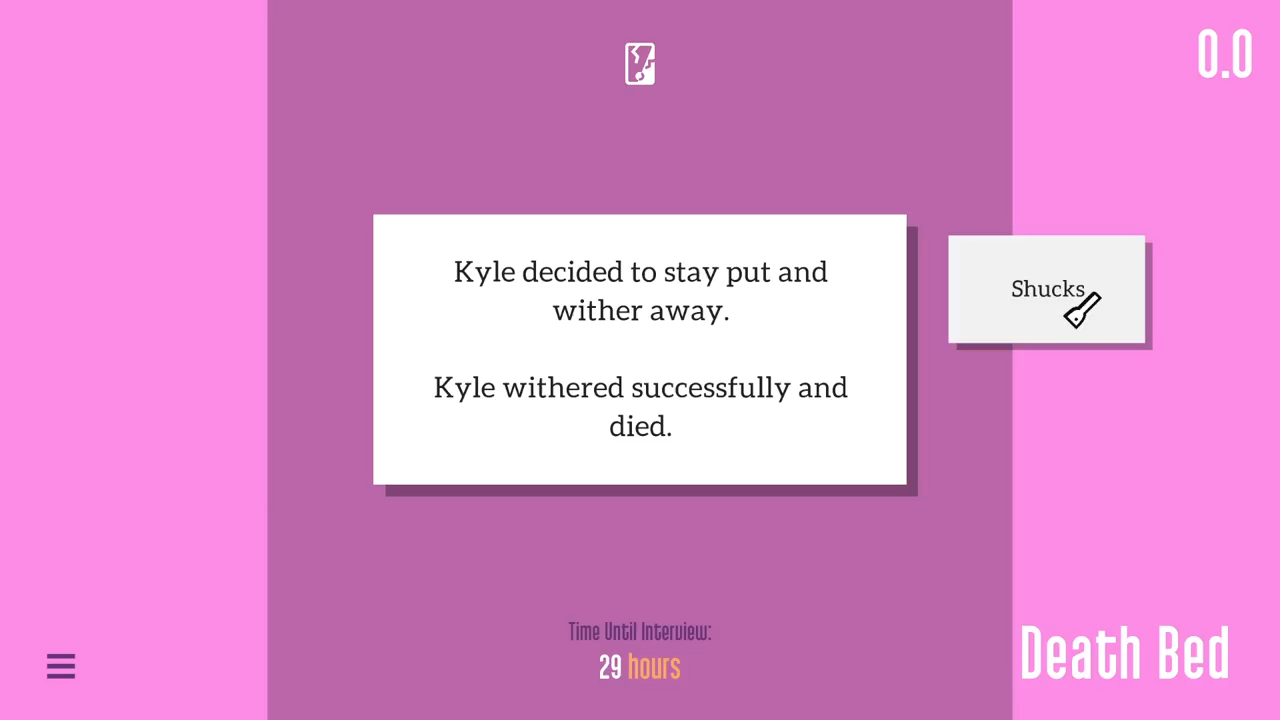 0.0
Kyle decided to stay put and
wither away.
Kyle withered successfully and
died.
Shucks
Time Until Interview:
29 hours
Death Bed